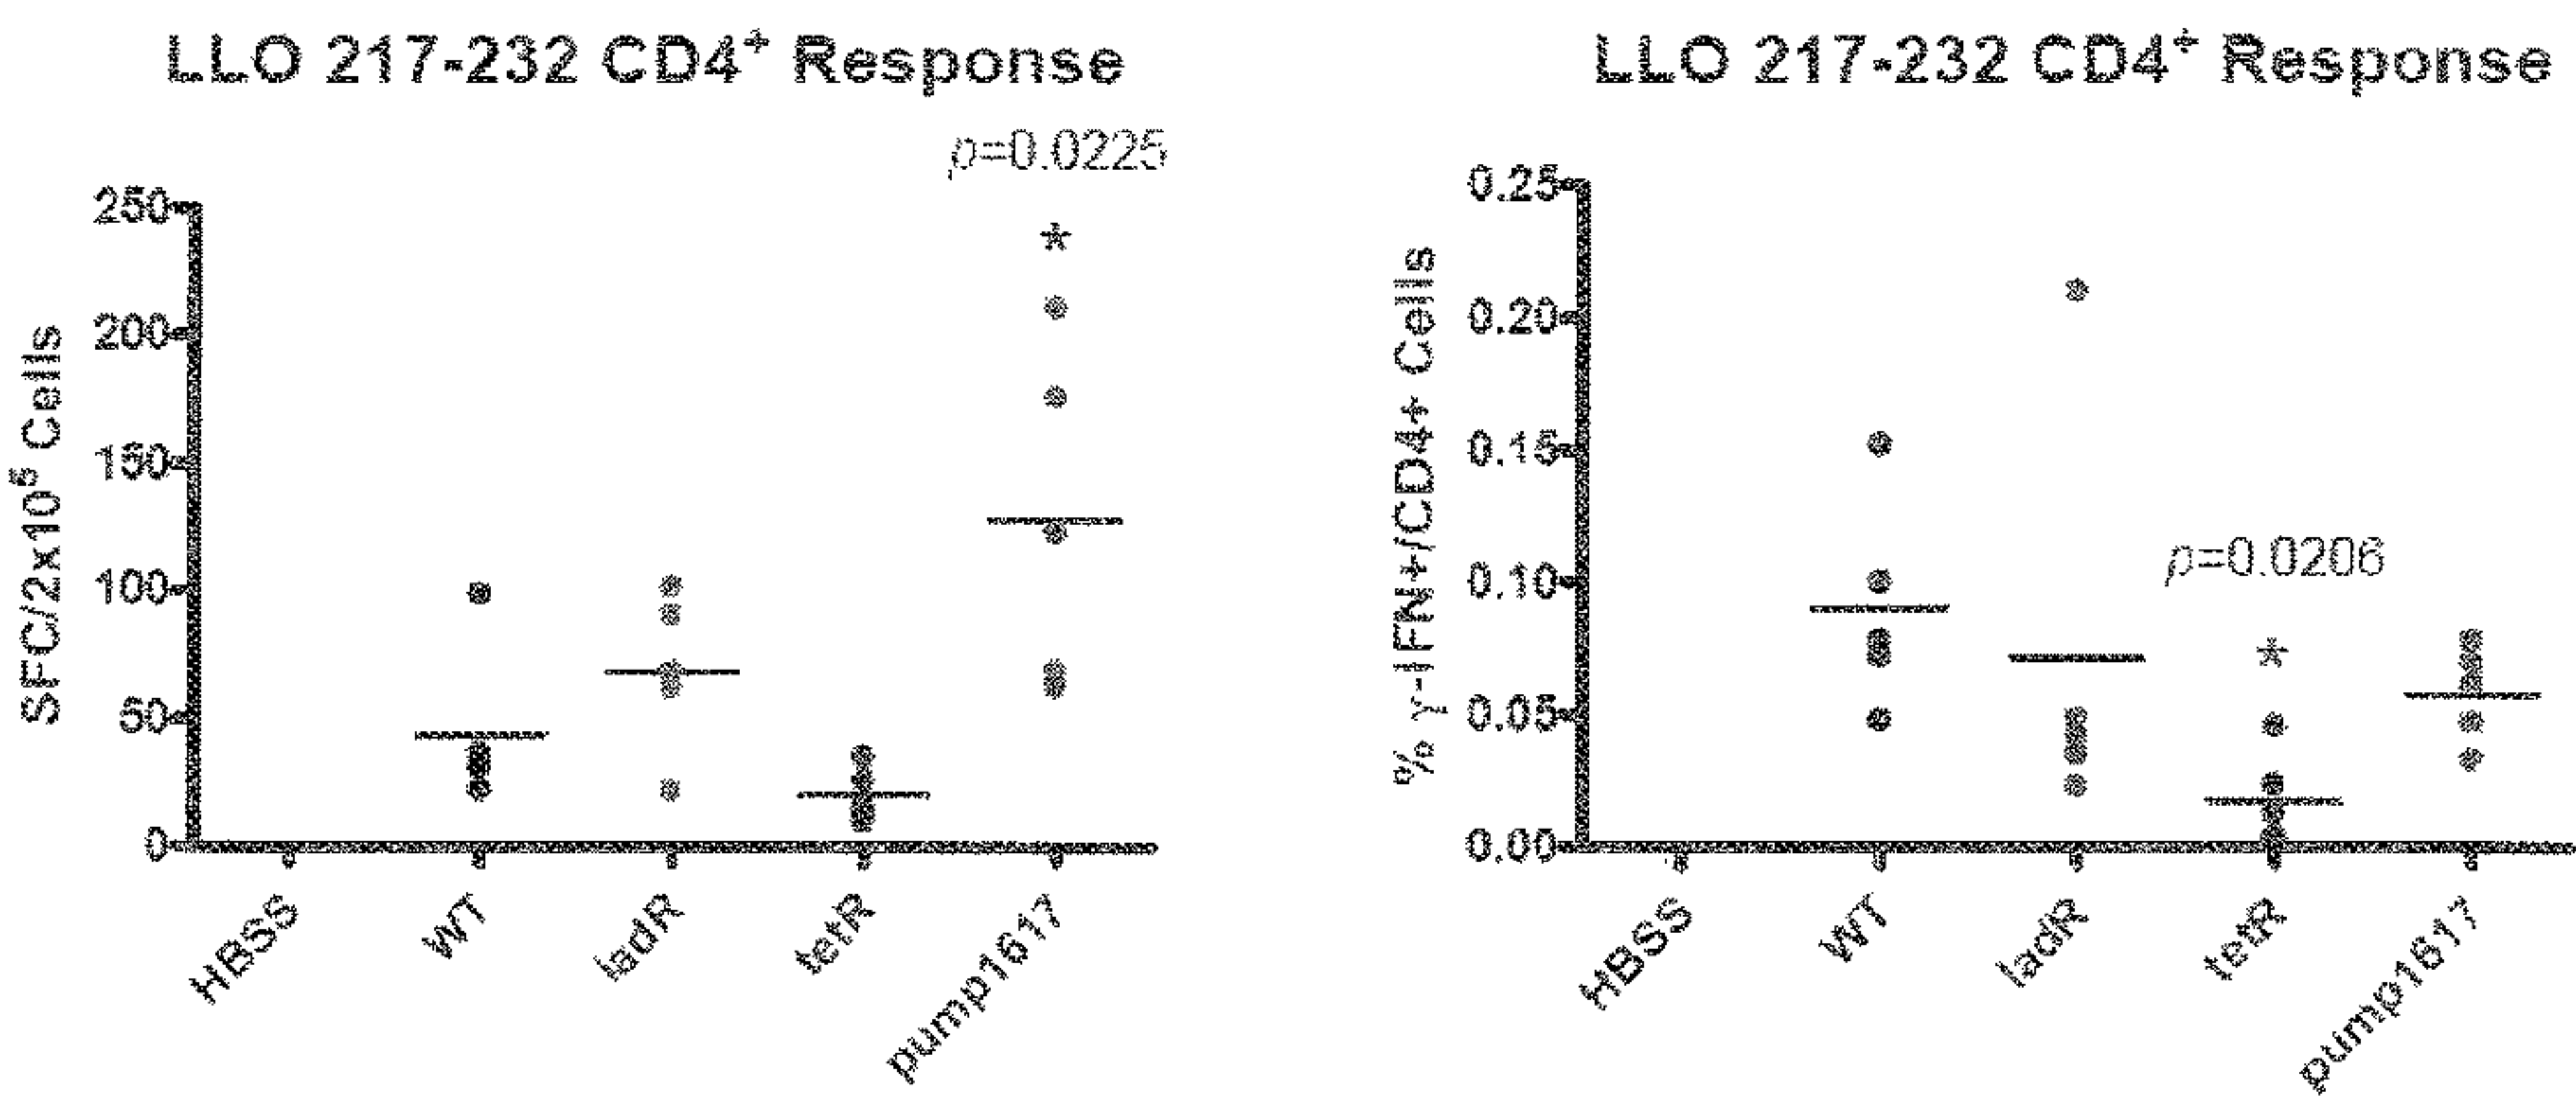 LLO 217-232 CD4⁺ Response
p=0.0225
SFC/2x10⁵ Cells
250
200
150
100
50
0
HBSS
WT
ladR
tetR
pump1617
LLO 217-232 CD4⁺ Response
p=0.0206
% γ-IFN+/CD4+ Cells
0.25
0.20
0.15
0.10
0.05
0.00
HBSS
WT
ladR
tetR
pump1617